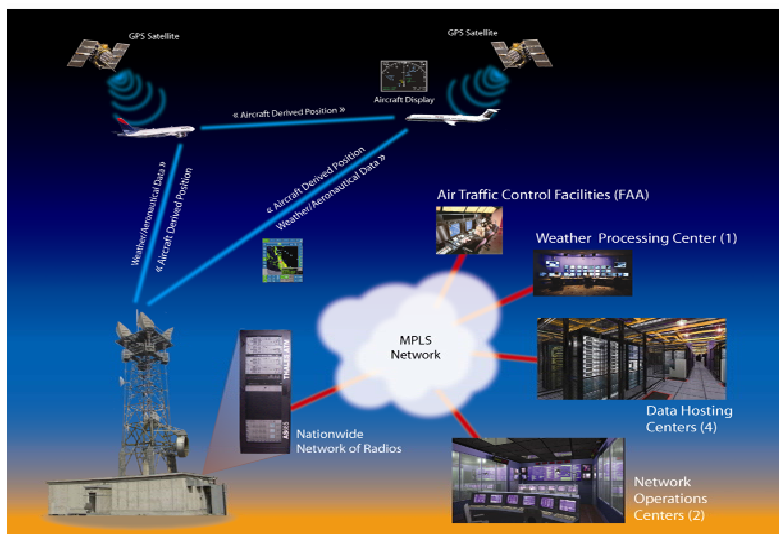 GPS Satellite
GPS Satellite
Aircraft Display
« Aircraft Derived Position »
« Aircraft Derived Position
Weather/Aeronautical Data »
Weather/Aeronautical Data »
« Aircraft Derived Position
Air Traffic Control Facilities (FAA)
Weather Processing Center (1)
MPLS
Network
THALES ATM
Data Hosting
Centers (4)
Nationwide
Network of Radios
Network
Operations
Centers (2)